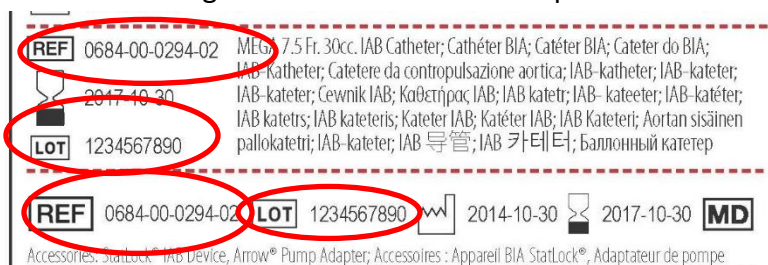 REF 0684-00-0294-02 MEGA 7.5 Fr. 30cc. IAB Catheter; Cathéter BIA; Catéter BIA; Cateter do BIA;
IAB-Katheter; Catetere da contropulsazione aortica; IAB-katheter; IAB-kateter;
2017-10-30 IAB-kateter; Cewnik IAB; Καθετήρας IAB; IAB katetr; IAB- kateeter; IAB-katéter;
IAB katetrs; IAB kateteris; Kateter IAB; Katéter IAB; IAB Kateteri; Aortan sisäinen
LOT 1234567890 pallokatetri; IAB-kateter; IAB 导管; IAB 카테터; Баллонный катетер
REF 0684-00-0294-02 LOT 1234567890 2014-10-30 2017-10-30 MD
Accessories: StatLock® IAB Device, Arrow® Pump Adapter; Accessoires : Appareil BIA StatLock®, Adaptateur de pompe